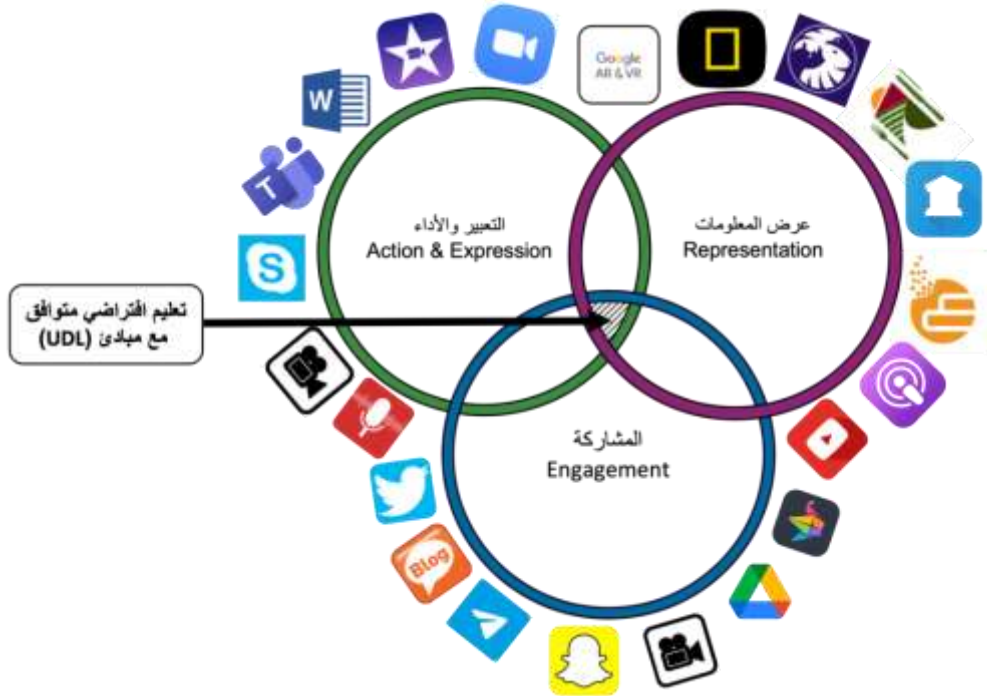 Google
AR & VR
W
T
S
التعبير والأداء
Action & Expression
عرض المعلومات
Representation
تعليم افتراضي متوافق
مع مبادئ (UDL)
المشاركة
Engagement
Blog